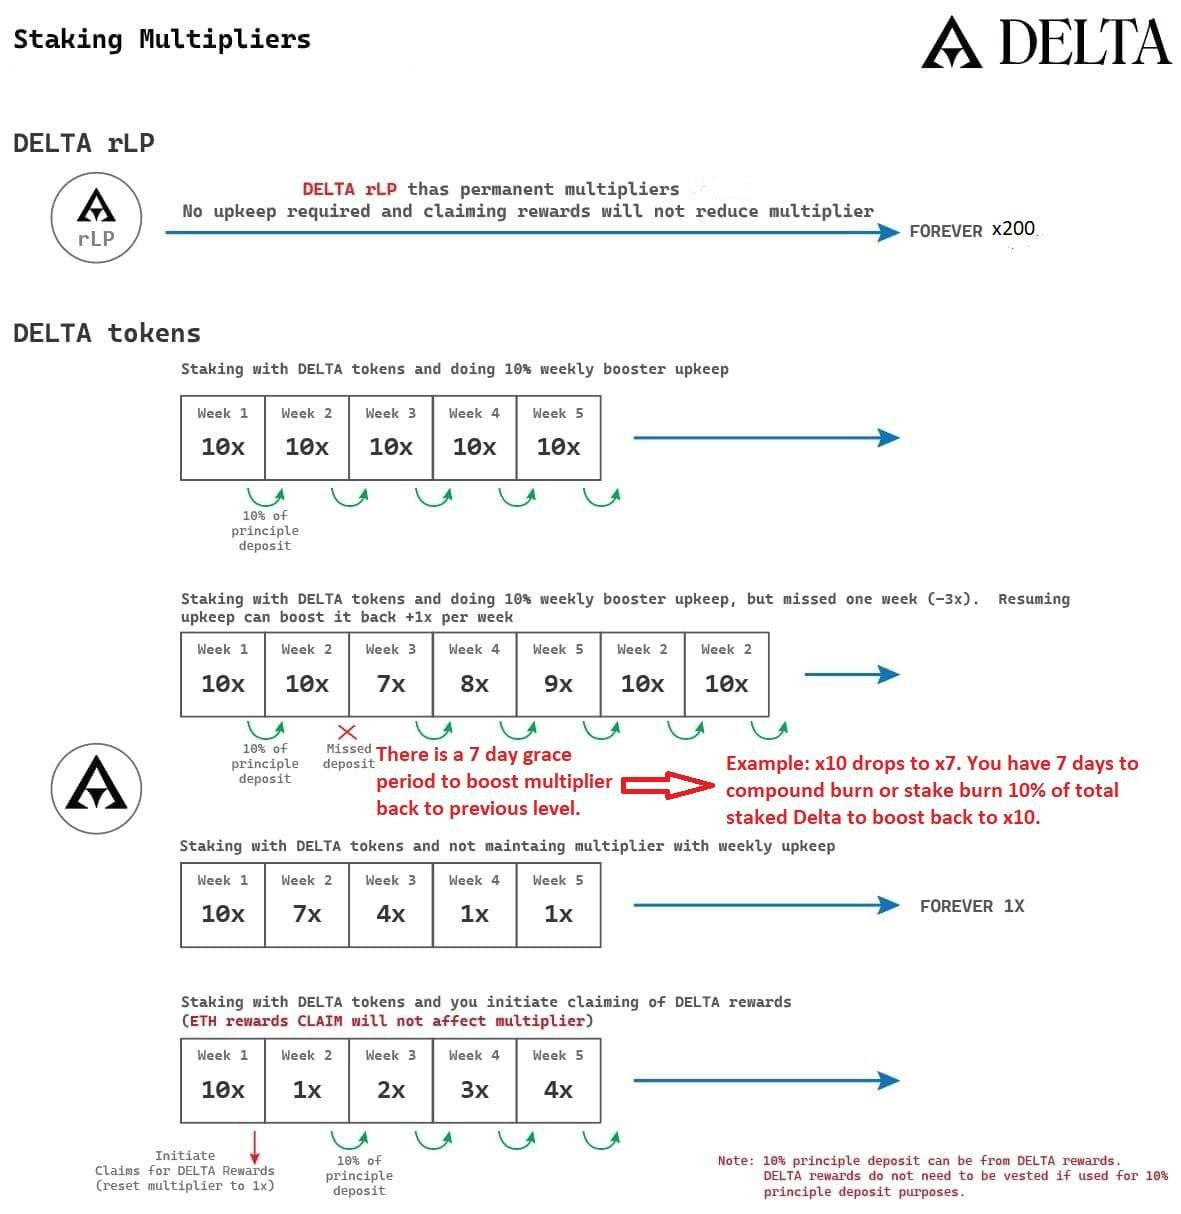 Staking Multipliers
DELTA
DELTA rLP
DELTA rLP thas permanent multipliers
No upkeep required and claiming rewards will not reduce multiplier
rLP
FOREVER x200
DELTA tokens
Staking with DELTA tokens and doing 10% weekly booster upkeep
Week 1 Week 2 Week 3 Week 4 Week 5
10x 10x 10x 10x 10x
10% of
principle
deposit
Staking with DELTA tokens and doing 10% weekly booster upkeep, but missed one week (-3x). Resuming
upkeep can boost it back +1x per week
Week 1 Week 2 Week 3 Week 4 Week 5 Week 2 Week 2
10x 10x 7x 8x 9x 10x 10x
10% of
principle
deposit
Missed
deposit
There is a 7 day grace
period to boost multiplier
back to previous level.
Example: x10 drops to x7. You have 7 days to
compound burn or stake burn 10% of total
staked Delta to boost back to x10.
Staking with DELTA tokens and not maintaing multiplier with weekly upkeep
Week 1 Week 2 Week 3 Week 4 Week 5
10x 7x 4x 1x 1x
FOREVER 1X
Staking with DELTA tokens and you initiate claiming of DELTA rewards
(ETH rewards CLAIM will not affect multiplier)
Week 1 Week 2 Week 3 Week 4 Week 5
10x 1x 2x 3x 4x
Initiate
Claims for DELTA Rewards
(reset multiplier to 1x)
10% of
principle
deposit
Note: 10% principle deposit can be from DELTA rewards.
DELTA rewards do not need to be vested if used for 10%
principle deposit purposes.